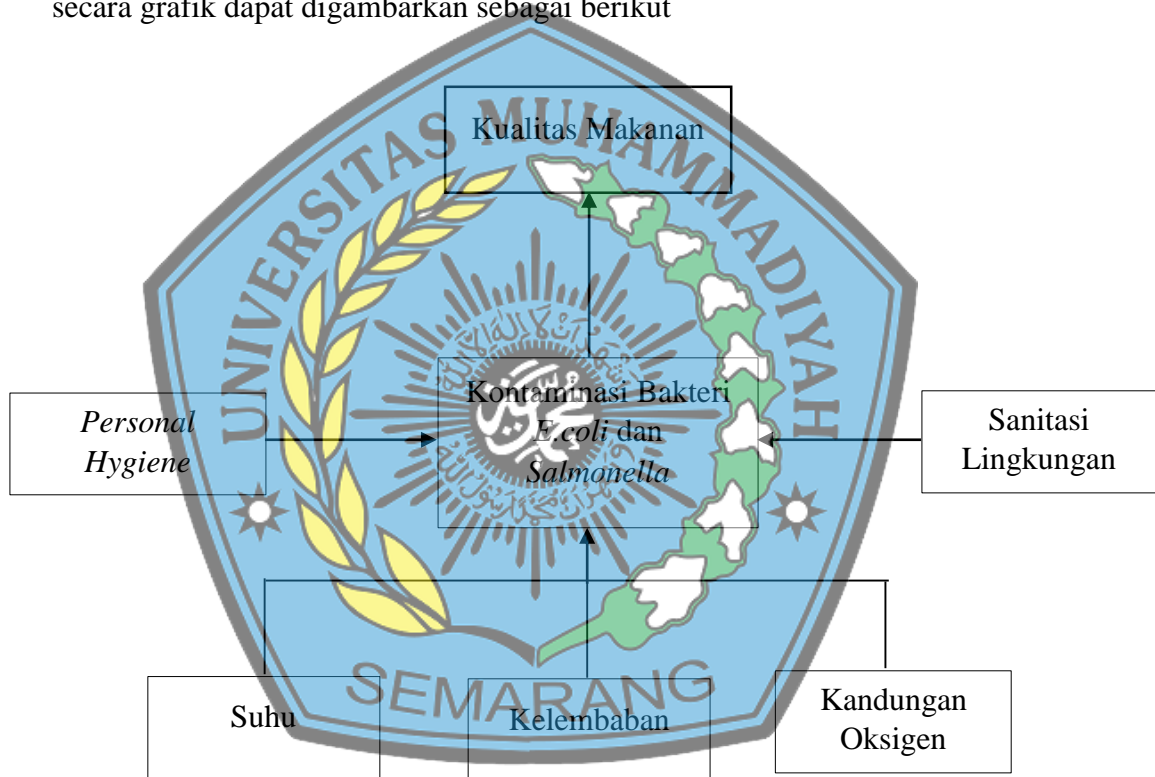 secara grafik dapat digambarkan sebagai berikut
UNIVERSITAS MUHAMMADIYAH
Kualitas Makanan
Personal
Hygiene
Kontaminasi Bakteri
E.coli dan
Salmonella
Sanitasi
Lingkungan
SEMARANG
Suhu
Kelembaban
Kandungan
Oksigen